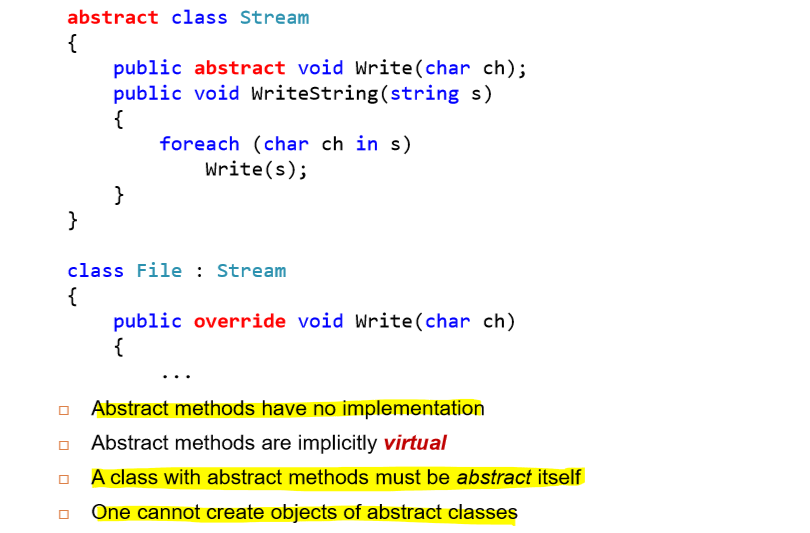 abstract class Stream
{
    public abstract void Write(char ch);
    public void WriteString(string s)
    {
        foreach (char ch in s)
            Write(s);
    }
}
class File : Stream
{
    public override void Write(char ch)
    {
        ...
Abstract methods have no implementation
Abstract methods are implicitly virtual
A class with abstract methods must be abstract itself
One cannot create objects of abstract classes